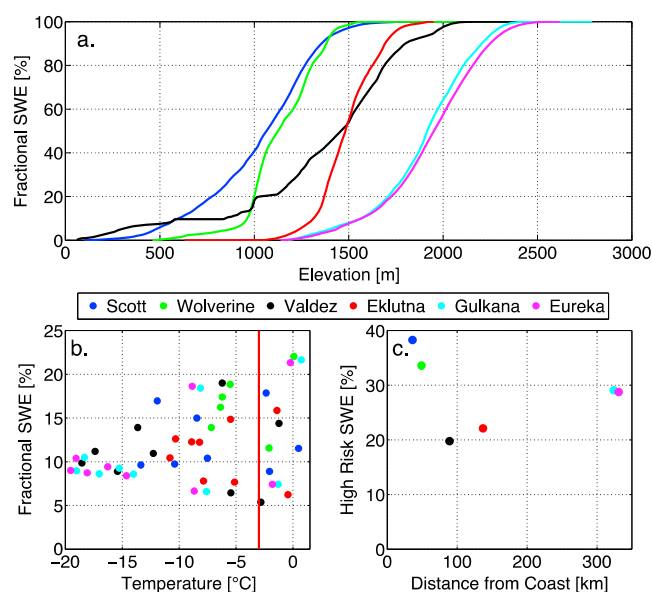 a.
Fractional SWE [%]
100
80
60
40
20
0
0 500 1000 1500 2000 2500 3000
Elevation [m]
Scott Wolverine Valdez Eklutna Gulkana Eureka
b.
Fractional SWE [%]
25
20
15
10
5
0
−20 −15 −10 −5 0
Temperature [°C]
c.
High Risk SWE [%]
40
30
20
10
0
0 100 200 300
Distance from Coast [km]